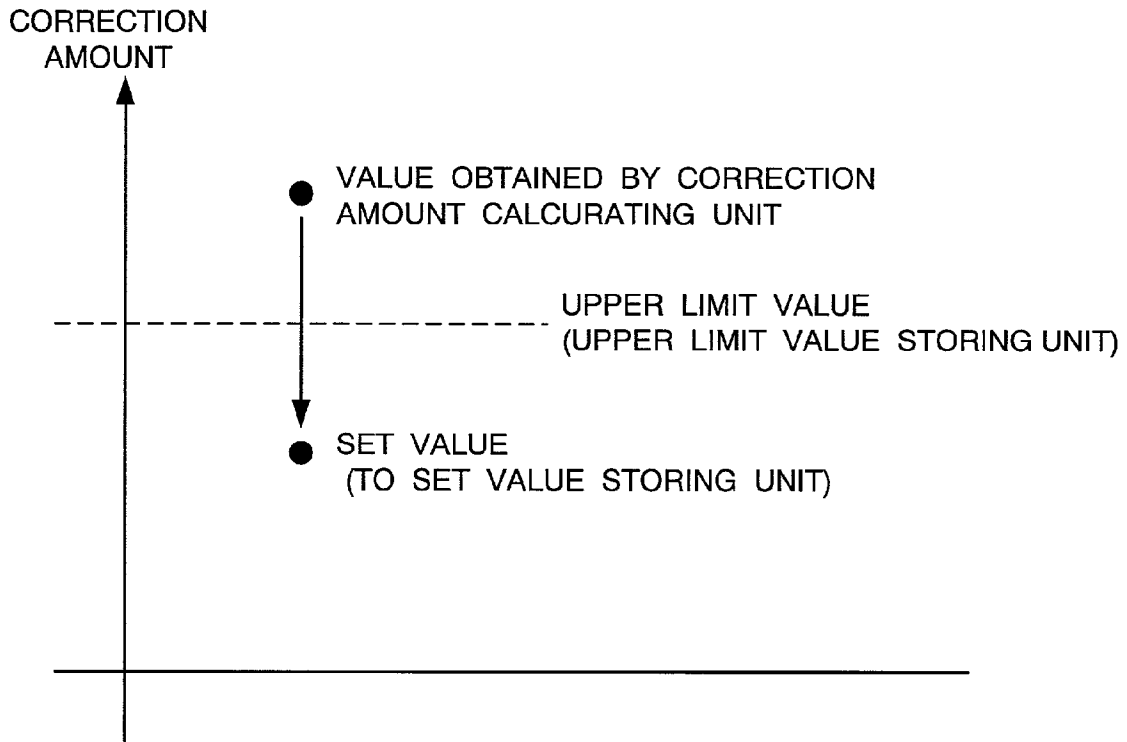 CORRECTION
AMOUNT
VALUE OBTAINED BY CORRECTION
AMOUNT CALCURATING UNIT
UPPER LIMIT VALUE
(UPPER LIMIT VALUE STORING UNIT)
SET VALUE
(TO SET VALUE STORING UNIT)